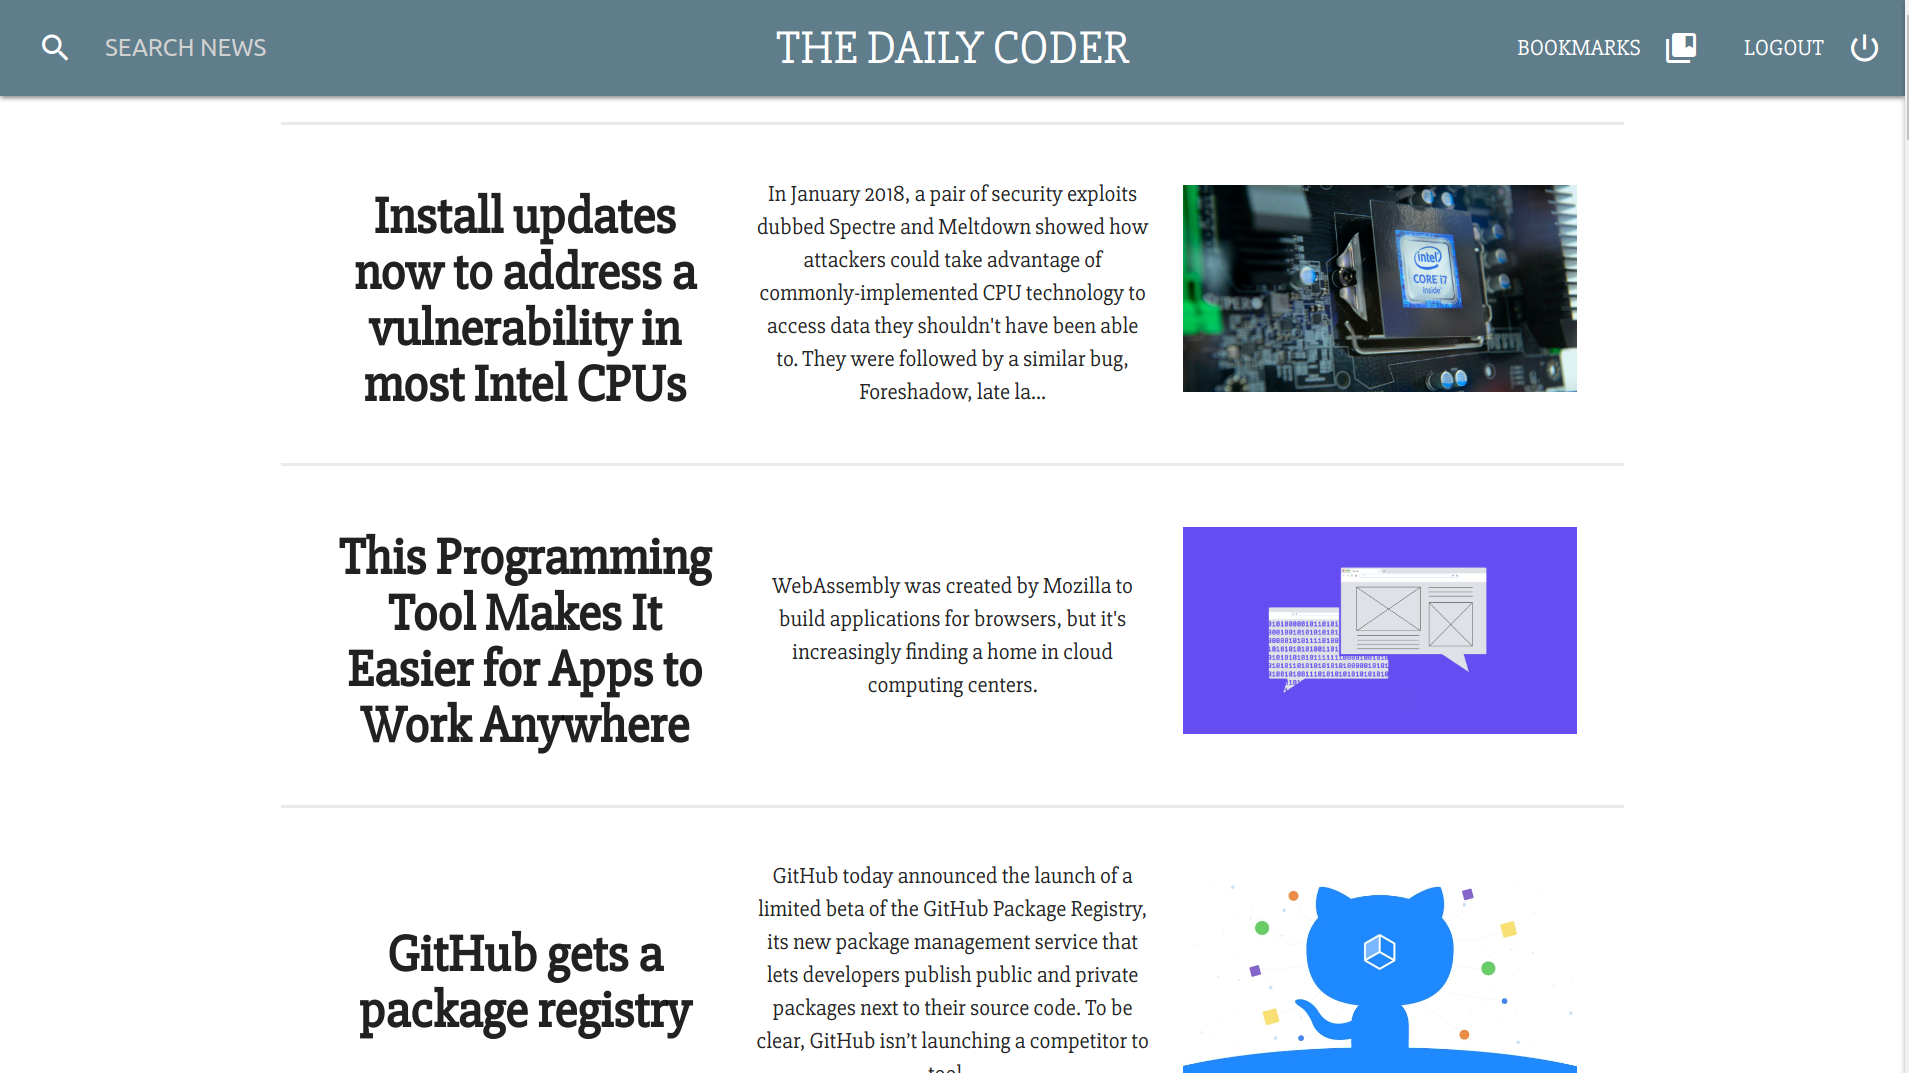 SEARCH NEWS
THE DAILY CODER
BOOKMARKS
LOGOUT
Install updates
now to address a
vulnerability in
most Intel CPUs
In January 2018, a pair of security exploits
dubbed Spectre and Meltdown showed how
attackers could take advantage of
commonly-implemented CPU technology to
access data they shouldn't have been able
to. They were followed by a similar bug,
Foreshadow, late la...
intel
CORE i7
inside
This Programming
Tool Makes It
Easier for Apps to
Work Anywhere
WebAssembly was created by Mozilla to
build applications for browsers, but it's
increasingly finding a home in cloud
computing centers.
GitHub gets a
package registry
GitHub today announced the launch of a
limited beta of the GitHub Package Registry,
its new package management service that
lets developers publish public and private
packages next to their source code. To be
clear, GitHub isn’t launching a competitor to